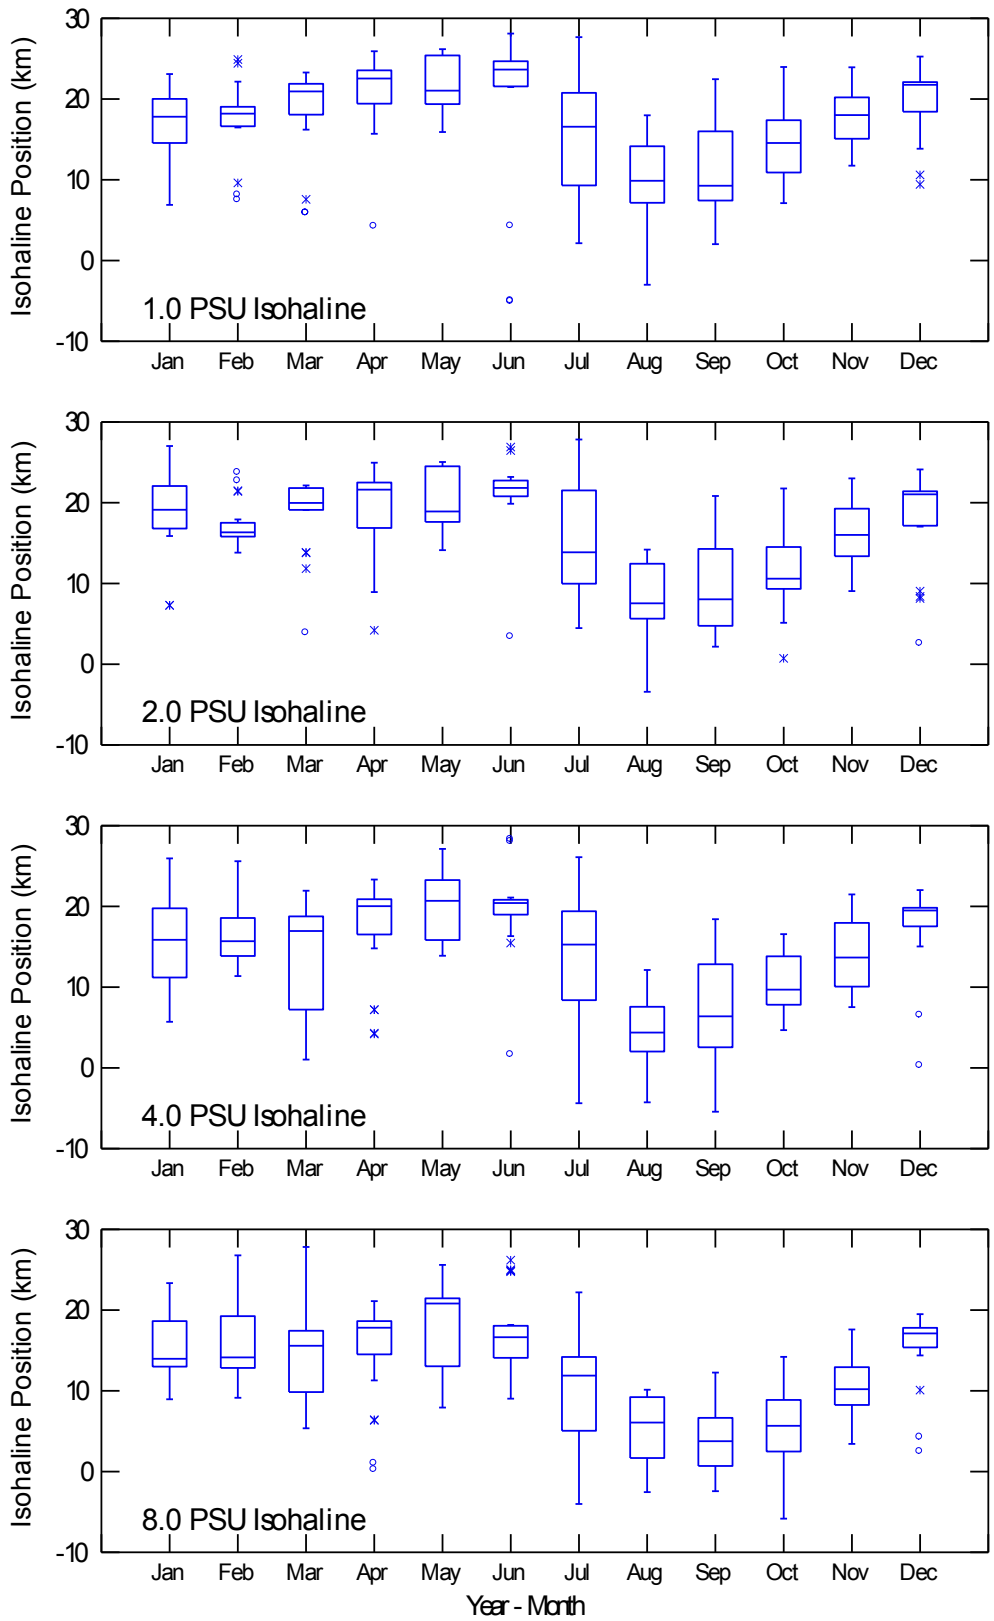 Isohaline Position (km)
30
20
10
0
-10
1.0 PSU Isohaline
Jan Feb Mar Apr May Jun Jul Aug Sep Oct Nov Dec
Isohaline Position (km)
30
20
10
0
-10
2.0 PSU Isohaline
Jan Feb Mar Apr May Jun Jul Aug Sep Oct Nov Dec
Isohaline Position (km)
30
20
10
0
-10
4.0 PSU Isohaline
Jan Feb Mar Apr May Jun Jul Aug Sep Oct Nov Dec
Isohaline Position (km)
30
20
10
0
-10
8.0 PSU Isohaline
Jan Feb Mar Apr May Jun Jul Aug Sep Oct Nov Dec
Year - Month